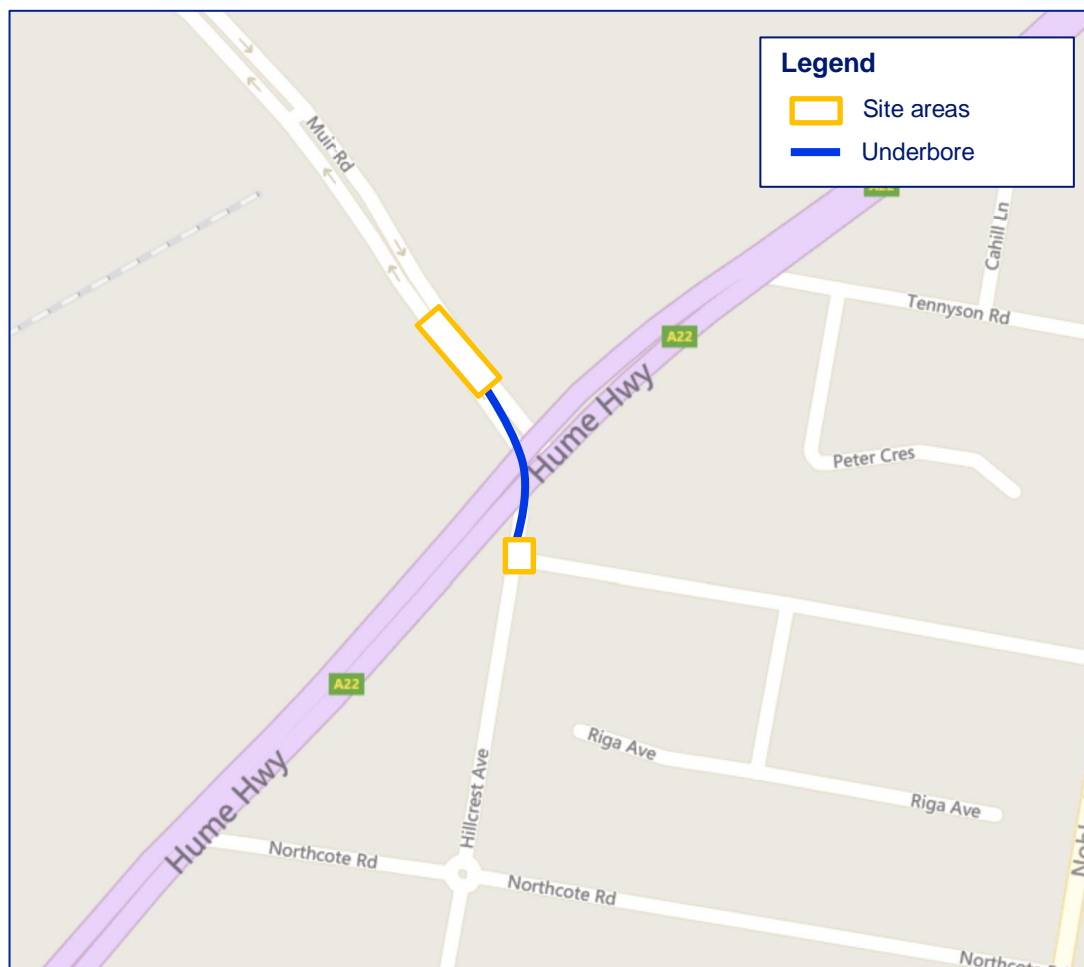 Legend
Site areas
Underbore
Muir Rd
A22
Cahill Ln
Tennyson Rd
A22
Hume Hwy
Peter Cres
A22
Riga Ave
Hillcrest Ave
Riga Ave
Hume Hwy
Northcote Rd
Northcote Rd
Northcote